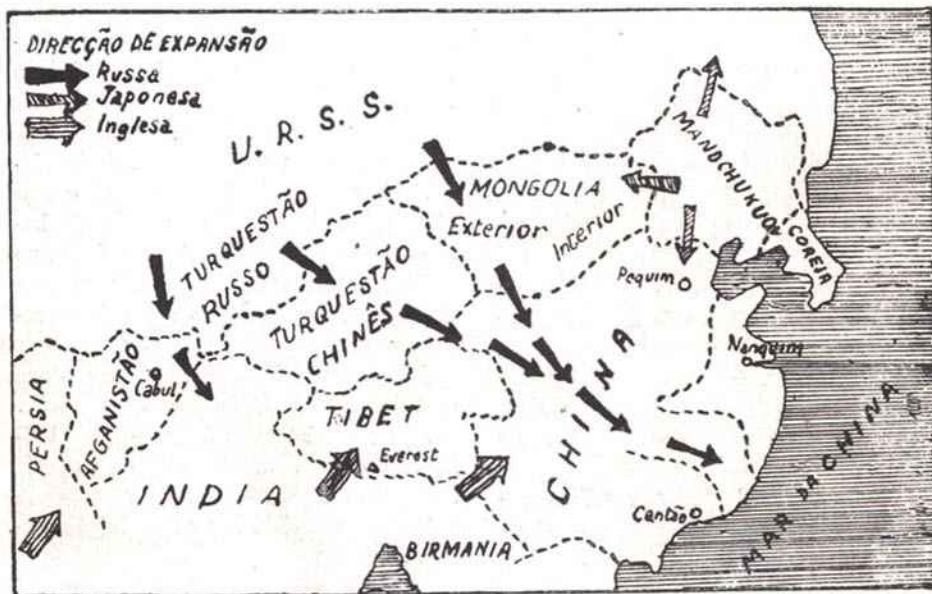 DIRECÇÃO DE EXPANSÃO
Russa
Japonesa
Inglesa
U.R.S.S.
MANDCHUKUO
MONGOLIA
Exterior
Interior
COREIA
TURQUESTÃO
RUSSO
TURQUESTÃO
CHINÊS
Pequim
Nanquim
CHINA
PERSIA
AFGANISTÃO
Cabul
TIBET
Everest
INDIA
Cantão
MAR DA CHINA
BIRMANIA